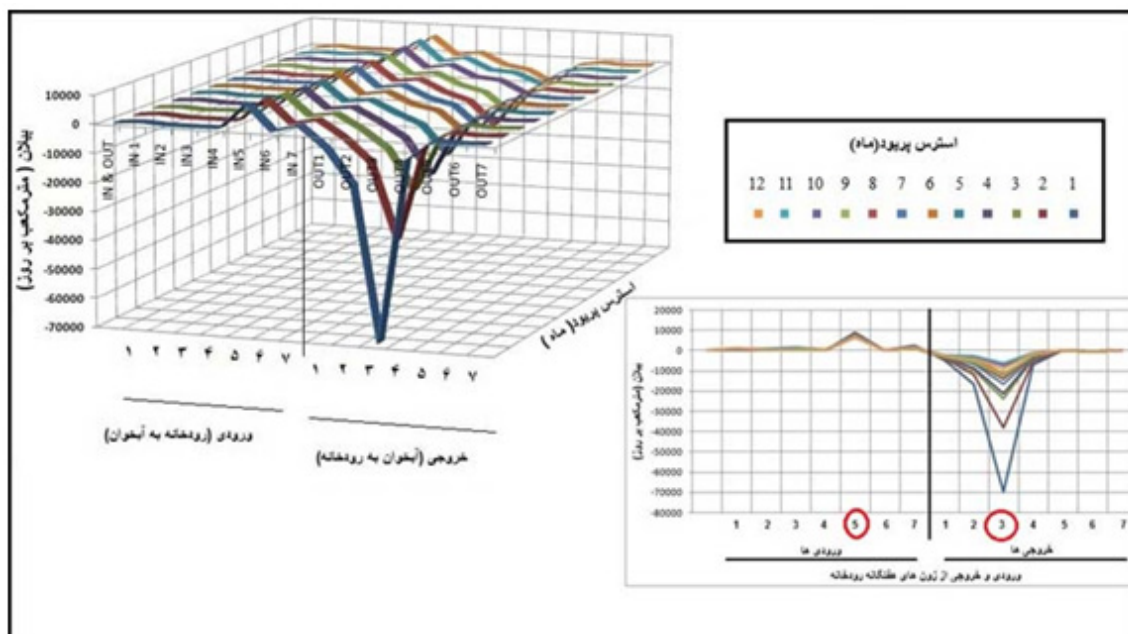 10000
0
-10000
-20000
-30000
-40000
-50000
-60000
-70000
بیلان ( مترمکعب بر روز)
IN & OUT
IN 1
IN2
IN3
IN4
IN5
IN6
IN 7
OUT1
OUT2
OUT6
OUT7
۱ ۲ ۳ ۴ ۵ ۶ ۷
۱ ۲ ۳ ۴ ۵ ۶ ۷
ورودی (رودخانه به آبخوان)
خروجی (آبخوان به رودخانه)
استرس پریود( ماه )
استرس پریود(ماه)
12 11 10 9 8 7 6 5 4 3 2 1
20000
10000
0
-10000
-20000
-30000
-40000
-50000
-60000
-70000
-80000
بیلان (مترمکعب بر روز)
1 2 3 4 5 6 7 1 2 3 4 5 6 7
ورودی ها
خروجی ها
ورودی و خروجی از زون های هفتگانه رودخانه